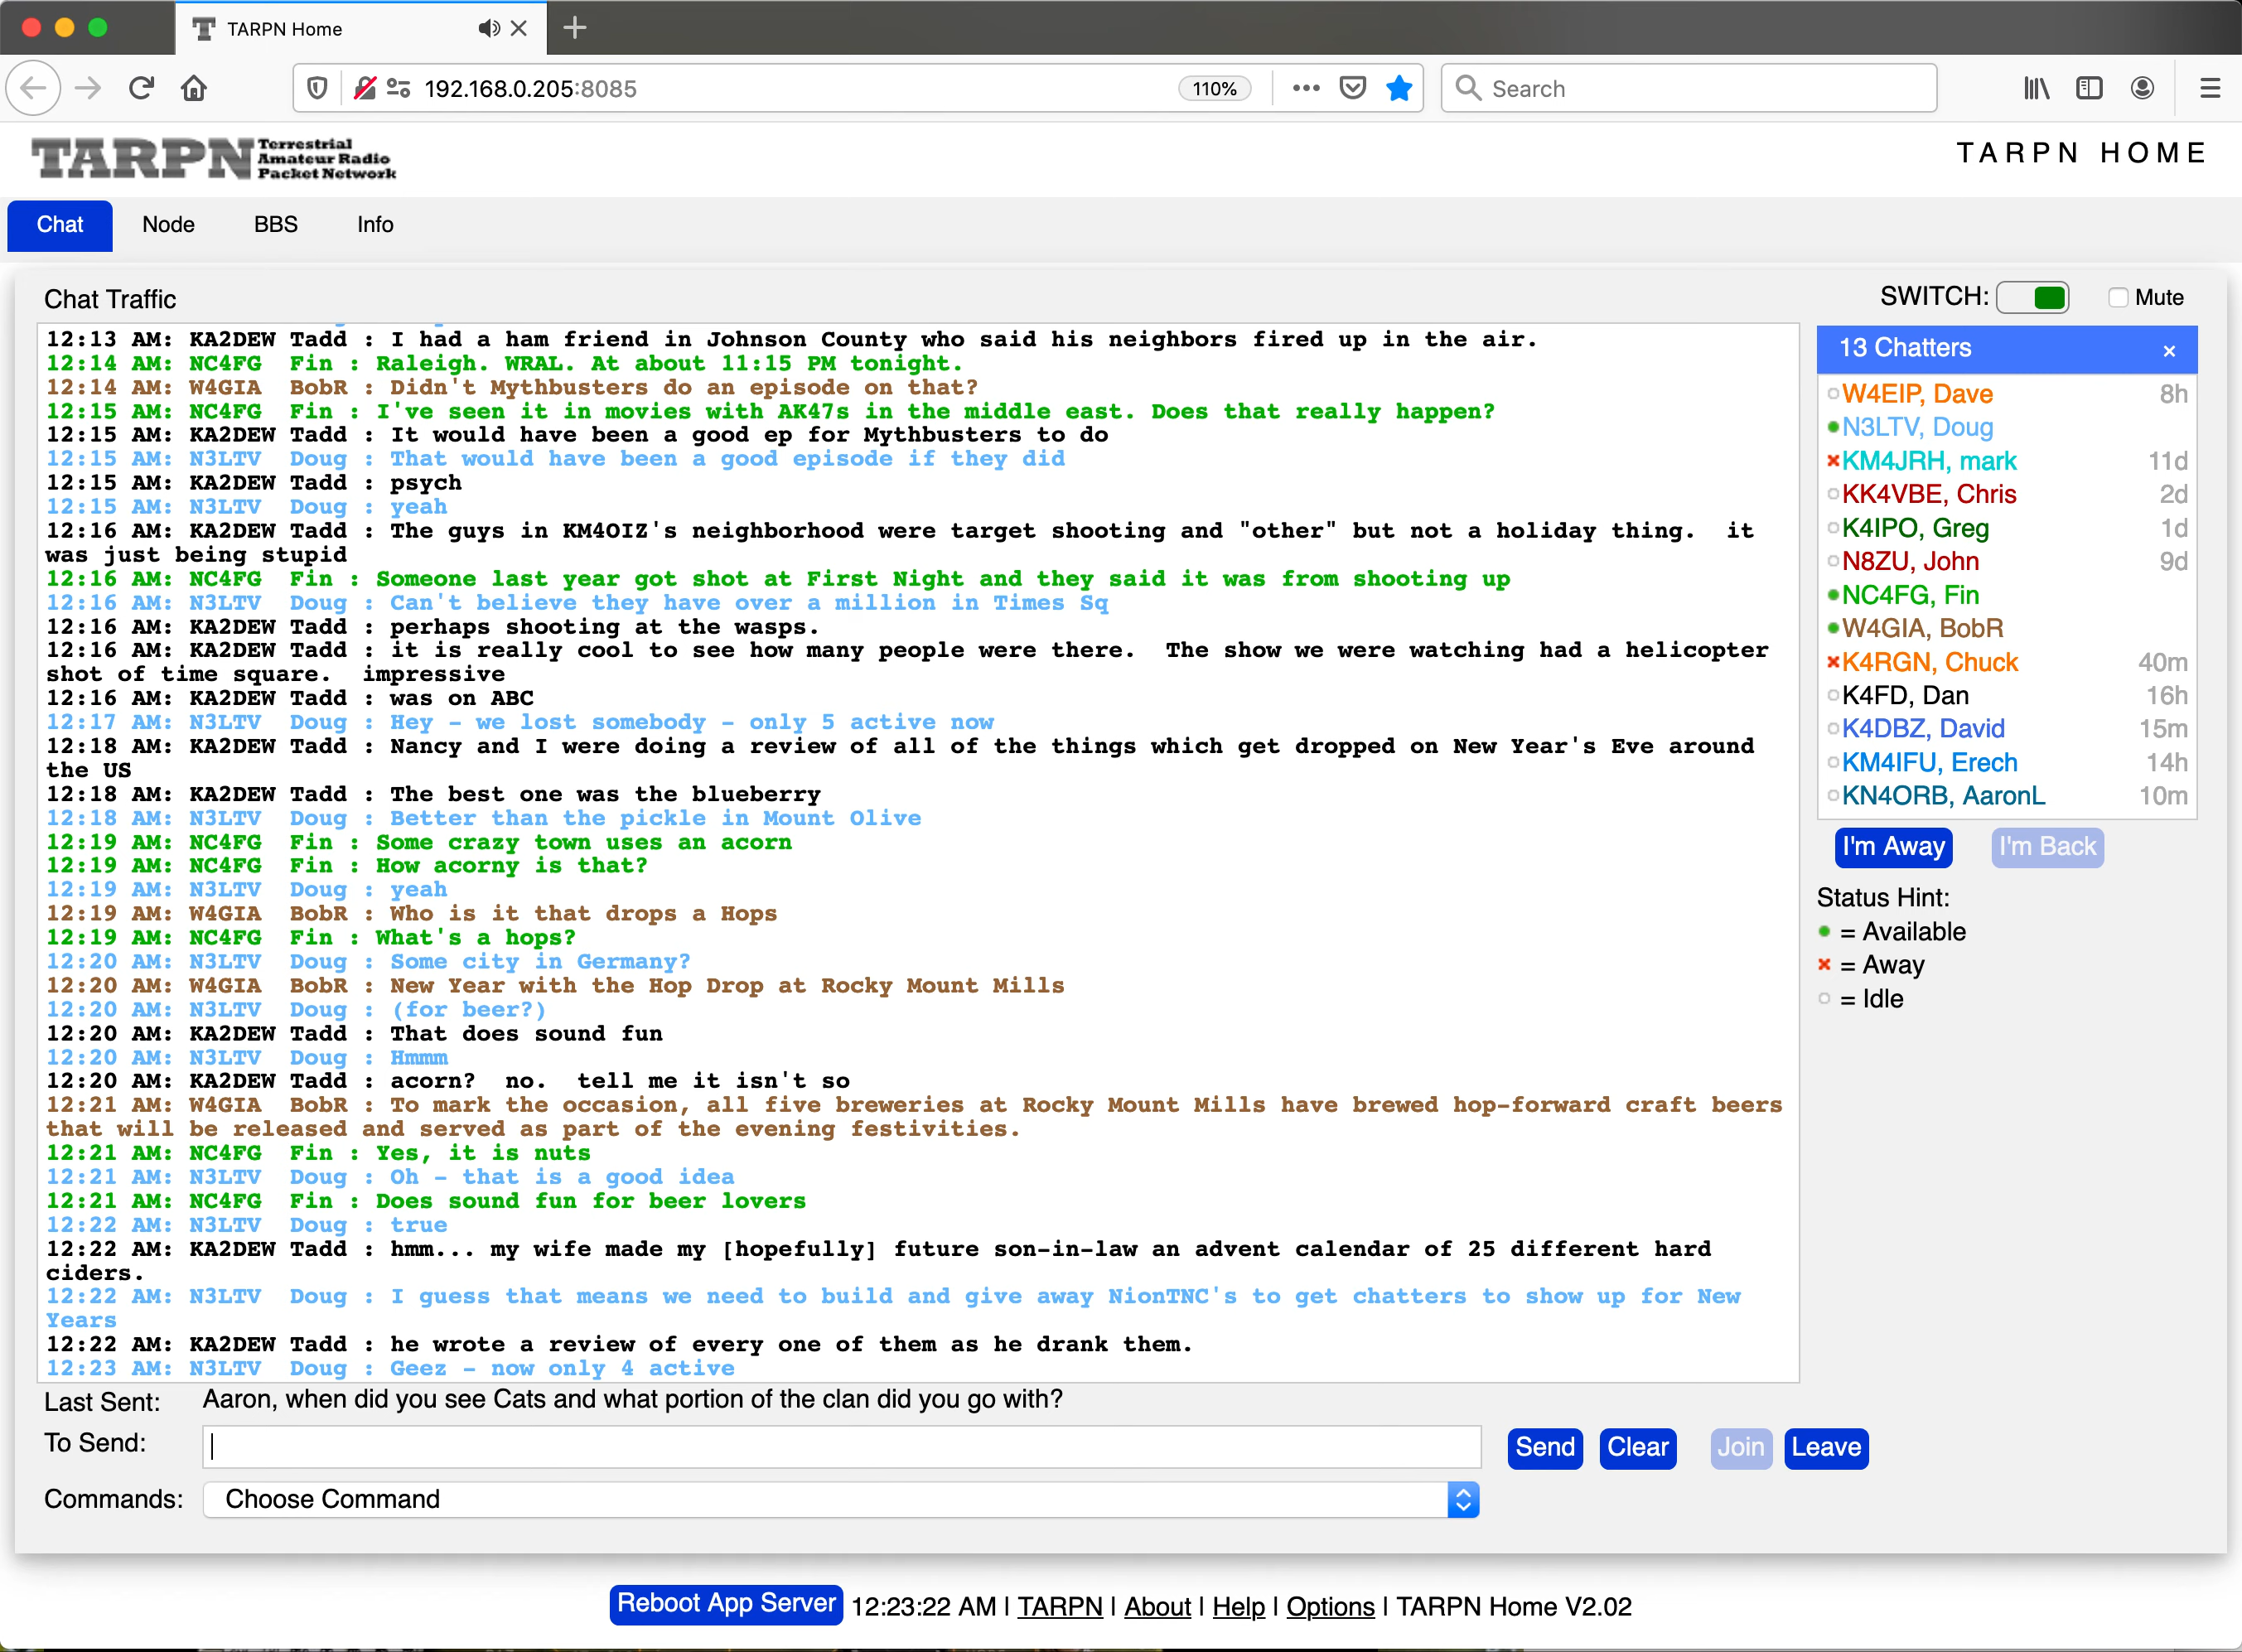 TARPN Home
192.168.0.205:8085
110%
Search
TARPN Terrestrial
Amateur Radio
Packet Network
TARPN HOME
Chat Node BBS Info
Chat Traffic
SWITCH: Mute
12:13 AM: KA2DEW Tadd : I had a ham friend in Johnson County who said his neighbors fired up in the air.
12:14 AM: NC4FG  Fin : Raleigh. WRAL. At about 11:15 PM tonight.
12:14 AM: W4GIA  BobR : Didn't Mythbusters do an episode on that?
12:15 AM: NC4FG  Fin : I've seen it in movies with AK47s in the middle east. Does that really happen?
12:15 AM: KA2DEW Tadd : It would have been a good ep for Mythbusters to do
12:15 AM: N3LTV  Doug : That would have been a good episode if they did
12:15 AM: KA2DEW Tadd : psych
12:15 AM: N3LTV  Doug : yeah
12:16 AM: KA2DEW Tadd : The guys in KM4OIZ's neighborhood were target shooting and "other" but not a holiday thing.  it
was just being stupid
12:16 AM: NC4FG  Fin : Someone last year got shot at First Night and they said it was from shooting up
12:16 AM: N3LTV  Doug : Can't believe they have over a million in Times Sq
12:16 AM: KA2DEW Tadd : perhaps shooting at the wasps.
12:16 AM: KA2DEW Tadd : it is really cool to see how many people were there.  The show we were watching had a helicopter
shot of time square.  impressive
12:16 AM: KA2DEW Tadd : was on ABC
12:17 AM: N3LTV  Doug : Hey - we lost somebody - only 5 active now
12:18 AM: KA2DEW Tadd : Nancy and I were doing a review of all of the things which get dropped on New Year's Eve around
the US
12:18 AM: KA2DEW Tadd : The best one was the blueberry
12:18 AM: N3LTV  Doug : Better than the pickle in Mount Olive
12:19 AM: NC4FG  Fin : Some crazy town uses an acorn
12:19 AM: NC4FG  Fin : How acorny is that?
12:19 AM: N3LTV  Doug : yeah
12:19 AM: W4GIA  BobR : Who is it that drops a Hops
12:19 AM: NC4FG  Fin : What's a hops?
12:20 AM: N3LTV  Doug : Some city in Germany?
12:20 AM: W4GIA  BobR : New Year with the Hop Drop at Rocky Mount Mills
12:20 AM: N3LTV  Doug : (for beer?)
12:20 AM: KA2DEW Tadd : That does sound fun
12:20 AM: N3LTV  Doug : Hmmm
12:20 AM: KA2DEW Tadd : acorn?  no.  tell me it isn't so
12:21 AM: W4GIA  BobR : To mark the occasion, all five breweries at Rocky Mount Mills have brewed hop-forward craft beers
that will be released and served as part of the evening festivities.
12:21 AM: NC4FG  Fin : Yes, it is nuts
12:21 AM: N3LTV  Doug : Oh - that is a good idea
12:21 AM: NC4FG  Fin : Does sound fun for beer lovers
12:22 AM: N3LTV  Doug : true
12:22 AM: KA2DEW Tadd : hmm... my wife made my [hopefully] future son-in-law an advent calendar of 25 different hard
ciders.
12:22 AM: N3LTV  Doug : I guess that means we need to build and give away NionTNC's to get chatters to show up for New
Years
12:22 AM: KA2DEW Tadd : he wrote a review of every one of them as he drank them.
12:23 AM: N3LTV  Doug : Geez - now only 4 active
13 Chatters ×
W4EIP, Dave 8h
N3LTV, Doug
KM4JRH, mark 11d
KK4VBE, Chris 2d
K4IPO, Greg 1d
N8ZU, John 9d
NC4FG, Fin
W4GIA, BobR
K4RGN, Chuck 40m
K4FD, Dan 16h
K4DBZ, David 15m
KM4IFU, Erech 14h
KN4ORB, AaronL 10m
I'm Away I'm Back
Status Hint:
= Available
= Away
= Idle
Last Sent: Aaron, when did you see Cats and what portion of the clan did you go with?
To Send:
Send Clear Join Leave
Commands: Choose Command
Reboot App Server 12:23:22 AM | TARPN | About | Help | Options | TARPN Home V2.02